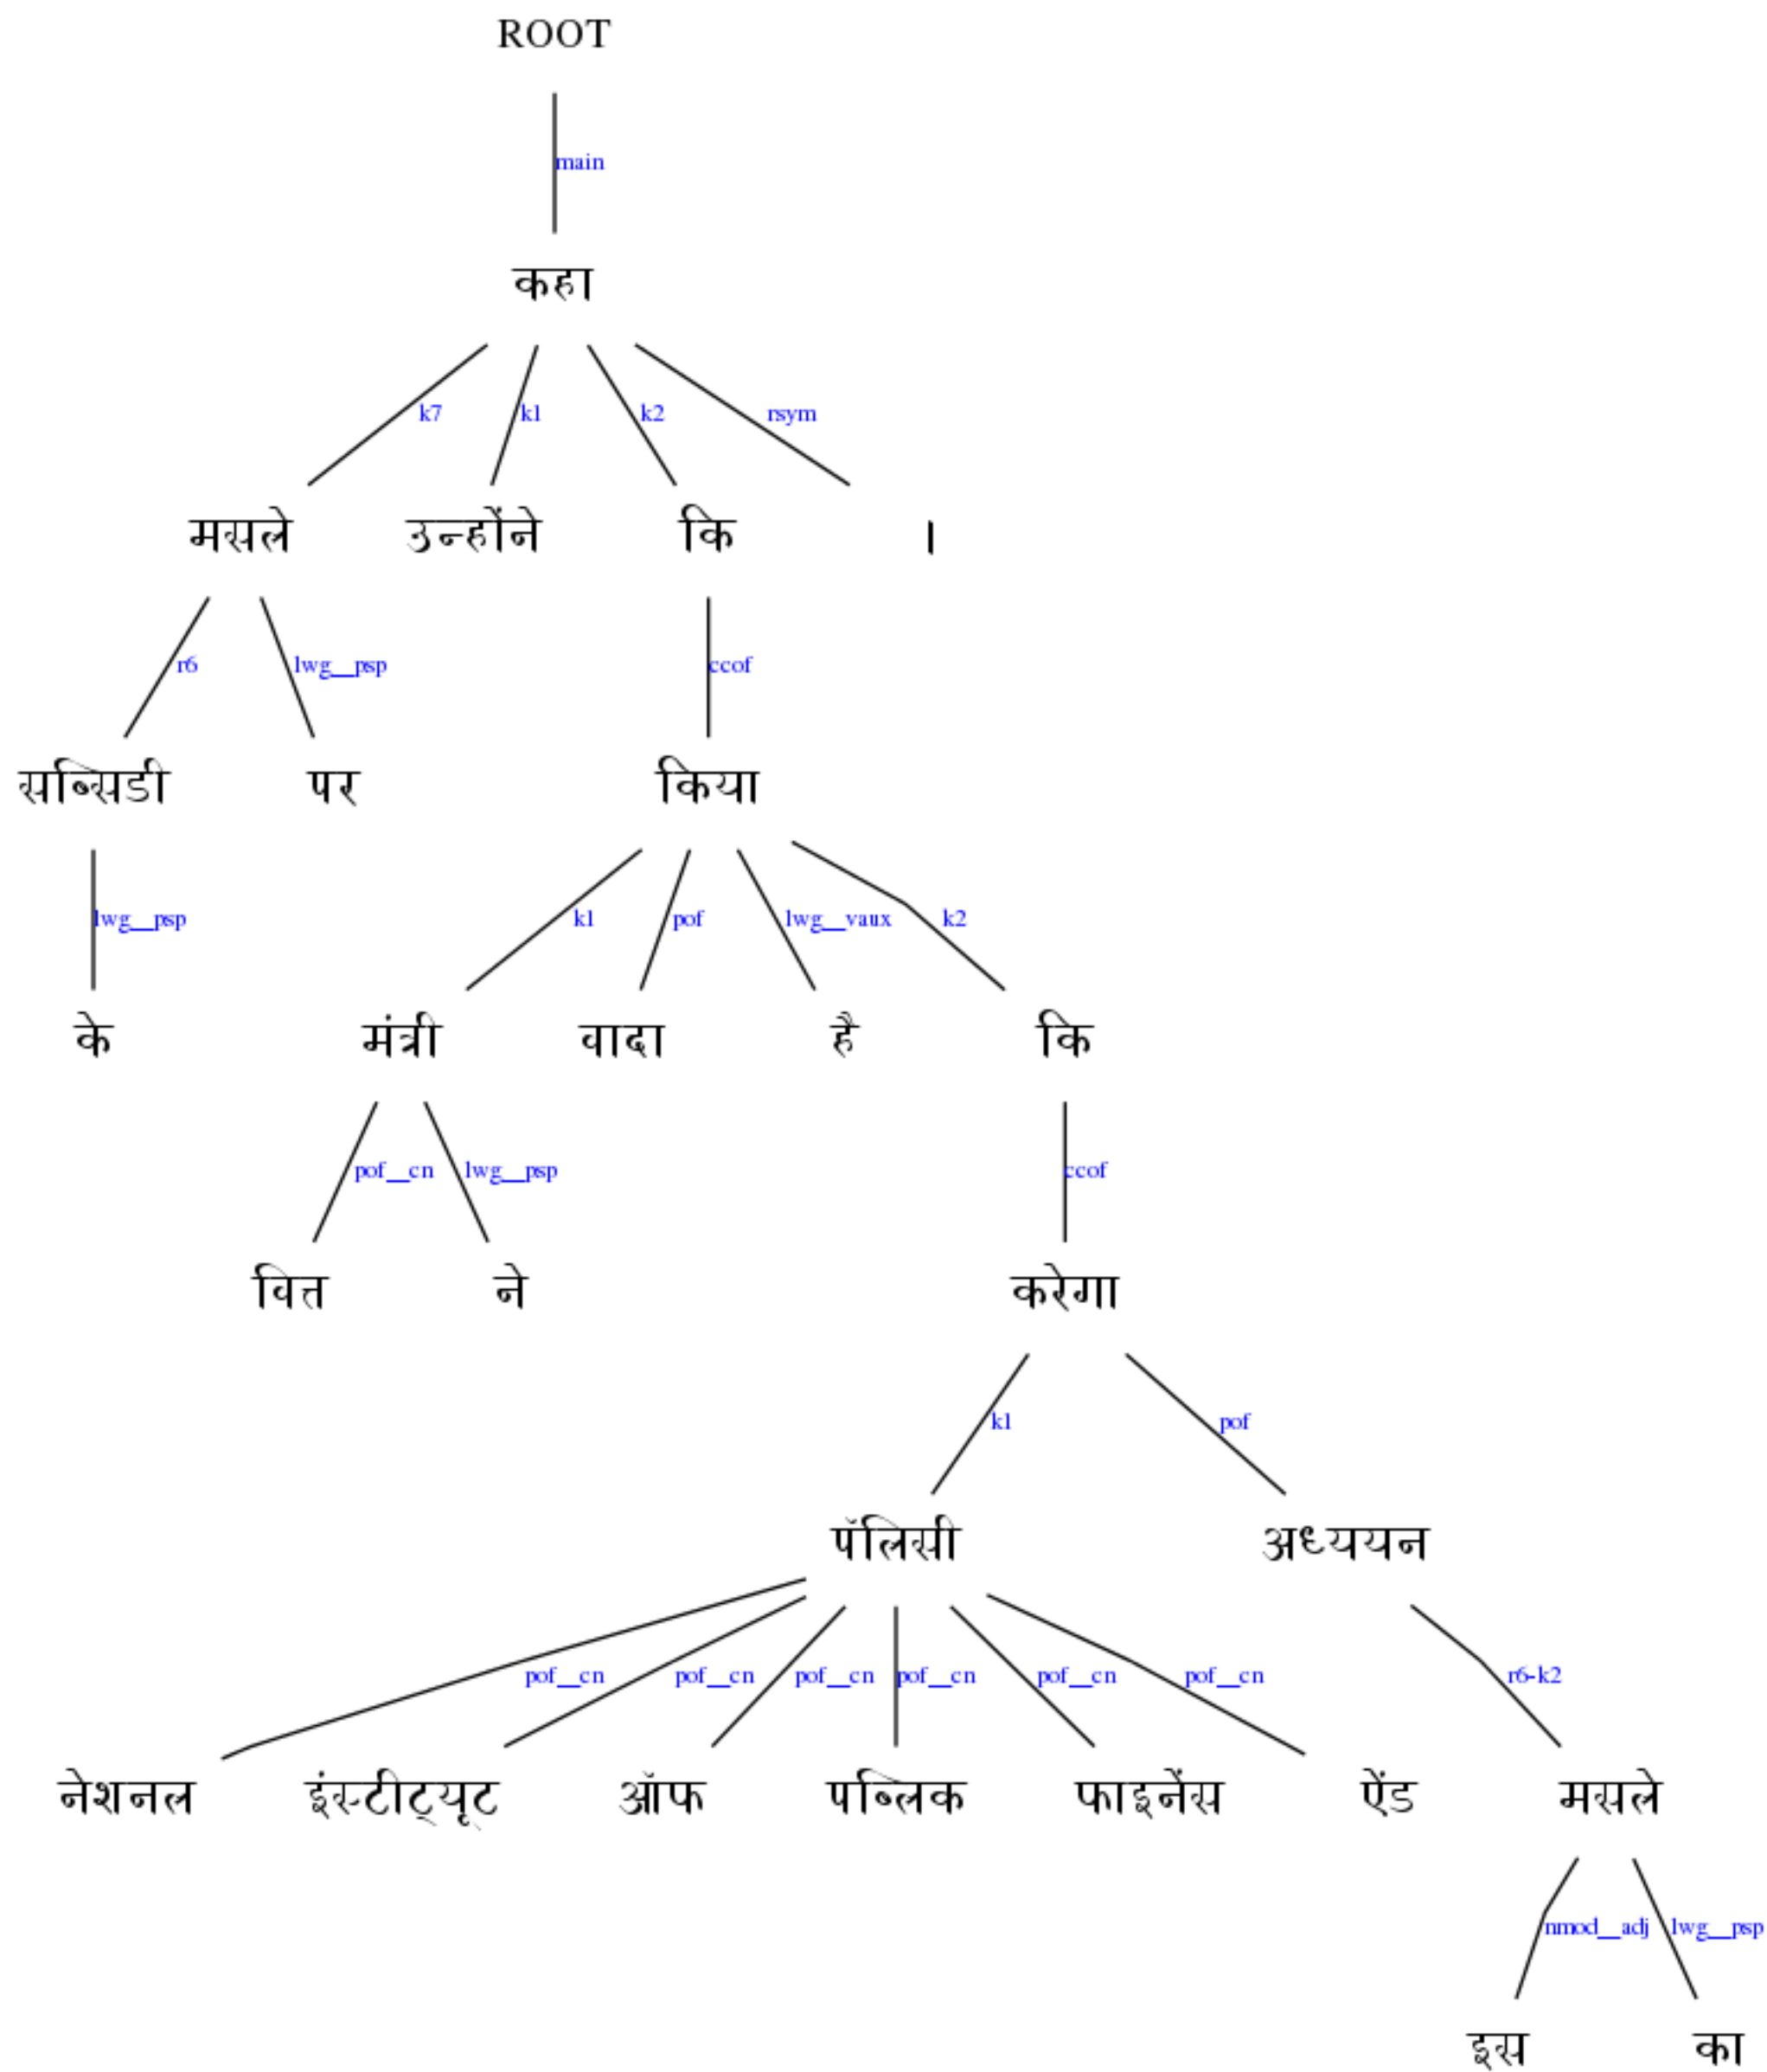 ROOT
main
कहा
k7 k1 k2 rsym
मसले उन्होंने कि ।
r6 lwg__psp ccof
सब्सिडी पर किया
lwg__psp k1 pof lwg__vaux k2
के मंत्री वादा है कि
pof__cn lwg__psp ccof
वित्त ने करेगा
k1 pof
पॅलिसी अध्ययन
pof__cn pof__cn pof__cn pof__cn pof__cn pof__cn r6-k2
नेशनल इंस्टीट्यूट ऑफ पब्लिक फाइनेंस ऐंड मसले
nmod__adj lwg__psp
इस का